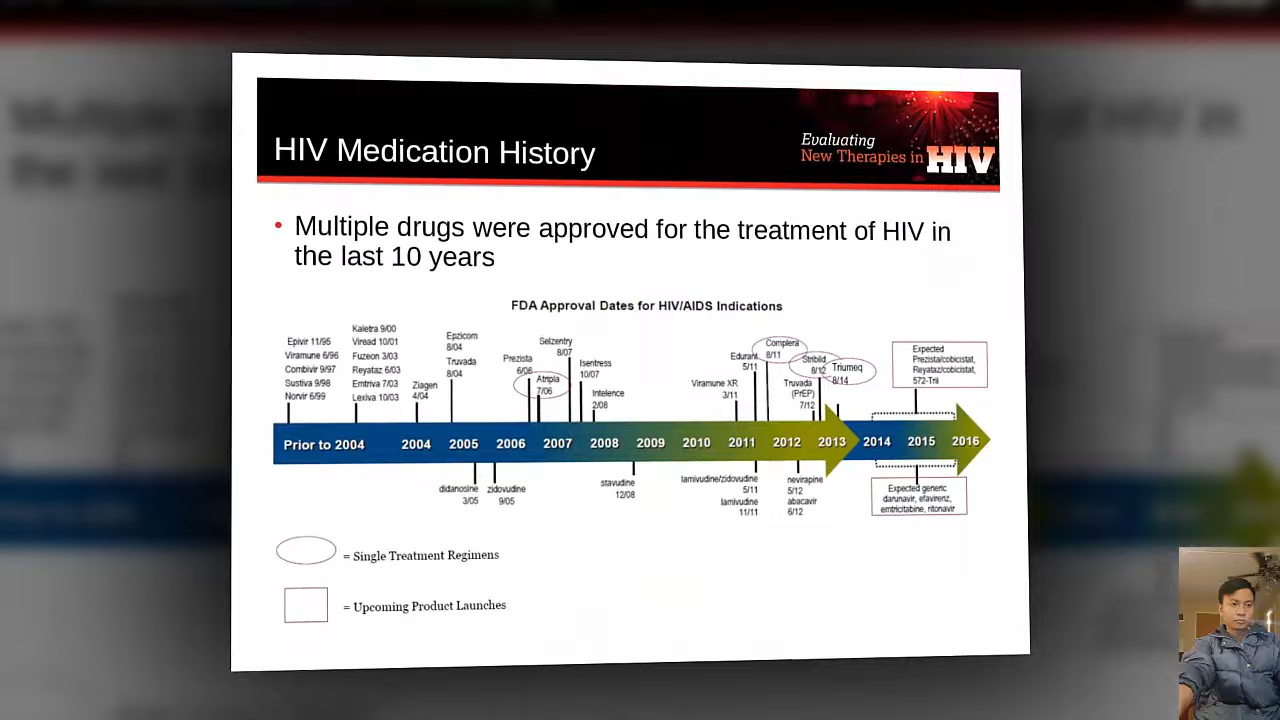 HIV Medication History
Evaluating
New Therapies in HIV
• Multiple drugs were approved for the treatment of HIV in
the last 10 years
FDA Approval Dates for HIV/AIDS Indications
Epivir 11/95
Viramune 6/96
Combivir 9/97
Sustiva 9/98
Norvir 6/99
Kaletra 9/00
Viread 10/01
Fuzeon 3/03
Reyataz 6/03
Emtriva 7/03
Lexiva 10/03
Ziagen
4/04
Epzicom
8/04
Truvada
8/04
Prezista
6/06
Atripla
7/06
Selzentry
8/07
Isentress
10/07
Intelence
2/08
Viramune XR
3/11
Edurant
5/11
Complera
8/11
Truvada
(PrEP)
7/12
Stribild
8/12
Triumeq
8/14
Expected
Prezista/cobicistat,
Reyataz/cobicistat,
572-Trii
Prior to 2004 2004 2005 2006 2007 2008 2009 2010 2011 2012 2013 2014 2015 2016
didanosine
3/05
zidovudine
9/05
stavudine
12/08
lamivudine/zidovudine
5/11
lamivudine
11/11
nevirapine
5/12
abacavir
6/12
Expected generic
darunavir, efavirenz,
emtricitabine, ritonavir
= Single Treatment Regimens
= Upcoming Product Launches